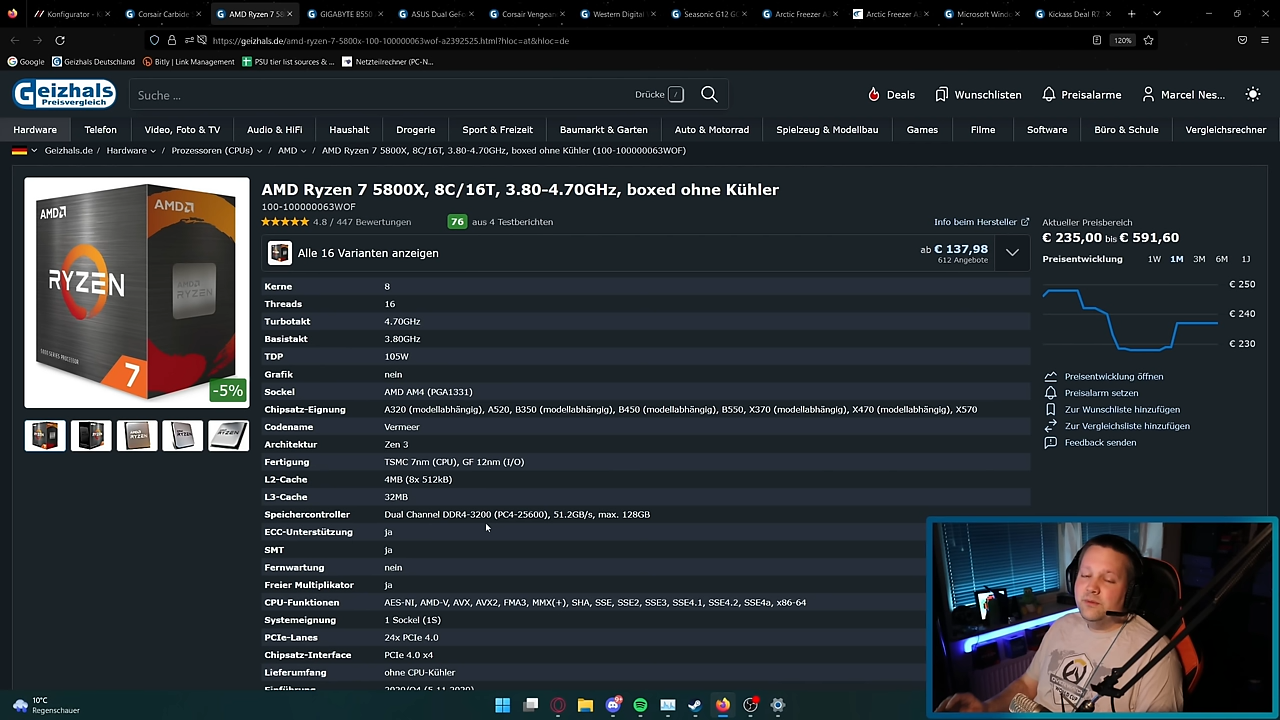 Konfigurator - K
Corsair Carbide
AMD Ryzen 7 58
GIGABYTE B550
ASUS Dual GeFo
Corsair Vengean
Western Digital
Seasonic G12 GC
Arctic Freezer A3
Arctic Freezer A3
Microsoft Wind
Kickass Deal R7
https://geizhals.de/amd-ryzen-7-5800x-100-100000063wof-a2392525.html?hloc=at&hloc=de
120%
Google
Geizhals Deutschland
Bitly | Link Management
PSU tier list sources & ...
Netzteilrechner (PC-N...
Geizhals
Preisvergleich
Suche ...
Drücke /
Deals
Wunschlisten
Preisalarme
Marcel Nes...
Hardware
Telefon
Video, Foto & TV
Audio & HiFi
Haushalt
Drogerie
Sport & Freizeit
Baumarkt & Garten
Auto & Motorrad
Spielzeug & Modellbau
Games
Filme
Software
Büro & Schule
Vergleichsrechner
Geizhals.de / Hardware / Prozessoren (CPUs) / AMD / AMD Ryzen 7 5800X, 8C/16T, 3.80-4.70GHz, boxed ohne Kühler (100-100000063WOF)
AMD
AMD
RYZEN
AMD
RYZEN
7
-5%
AMD Ryzen 7 5800X, 8C/16T, 3.80-4.70GHz, boxed ohne Kühler
100-100000063WOF
4.8 / 447 Bewertungen
76 aus 4 Testberichten
Info beim Hersteller
Alle 16 Varianten anzeigen
ab € 137,98
612 Angebote
Kerne 8
Threads 16
Turbotakt 4.70GHz
Basistakt 3.80GHz
TDP 105W
Grafik nein
Sockel AMD AM4 (PGA1331)
Chipsatz-Eignung A320 (modellabhängig), A520, B350 (modellabhängig), B450 (modellabhängig), B550, X370 (modellabhängig), X470 (modellabhängig), X570
Codename Vermeer
Architektur Zen 3
Fertigung TSMC 7nm (CPU), GF 12nm (I/O)
L2-Cache 4MB (8x 512kB)
L3-Cache 32MB
Speichercontroller Dual Channel DDR4-3200 (PC4-25600), 51.2GB/s, max. 128GB
ECC-Unterstützung ja
SMT ja
Fernwartung nein
Freier Multiplikator ja
CPU-Funktionen AES-NI, AMD-V, AVX, AVX2, FMA3, MMX(+), SHA, SSE, SSE2, SSE3, SSE4.1, SSE4.2, SSE4a, x86-64
Systemeignung 1 Sockel (1S)
PCIe-Lanes 24x PCIe 4.0
Chipsatz-Interface PCIe 4.0 x4
Lieferumfang ohne CPU-Kühler
Einführung 2020/Q4 (5.11.2020)
Aktueller Preisbereich
€ 235,00 bis € 591,60
Preisentwicklung 1W 1M 3M 6M 1J
€ 250
€ 240
€ 230
Preisentwicklung öffnen
Preisalarm setzen
Zur Wunschliste hinzufügen
Zur Vergleichsliste hinzufügen
Feedback senden
10°C
Regenschauer